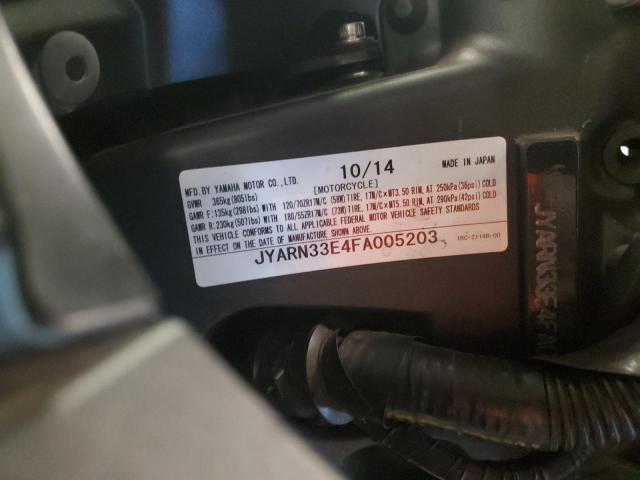 10/14
MFD.BY YAMAHA MOTOR CO.,LTD. MADE IN JAPAN
GVWR 365kg(805lbs) [MOTORCYCLE]
GAWR F:135kg(298lbs)WITH 120/70ZR17M/C (58W)TIRE, 17M/C×MT3.50 RIM, AT 250kPa(36psi)COLD
GAWR R:230kg(507lbs)WITH 180/55ZR17M/C (73W)TIRE, 17M/C×MT5.50 RIM, AT 290kPa(42psi)COLD
THIS VEHICLE CONFORMS TO ALL APPLICABLE FEDERAL MOTOR VEHICLE SAFETY STANDARDS
IN EFFECT ON THE DATE OF MANUFACTURE SHOWN ABOVE.
JYARN33E4FA005203
JYARN33E4FA